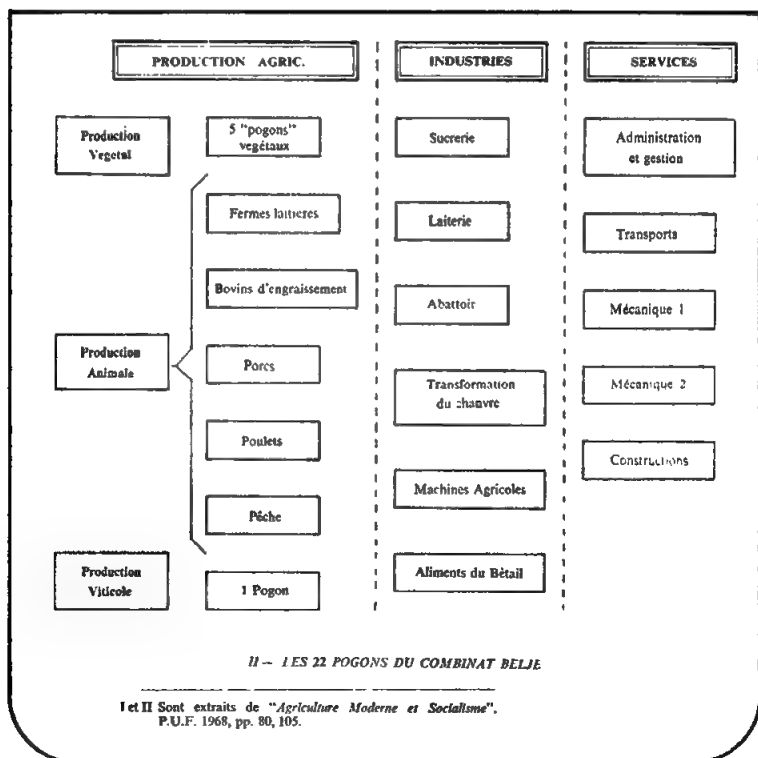 PRODUCTION AGRIC.
INDUSTRIES
SERVICES
Production
Vegetal
5 "pogons"
vegétaux
Fermes laitieres
Bovins d'engraissement
Production
Animale
Porcs
Poulets
Pêche
Production
Viticole
1 Pogon
Sucrerie
Laiterie
Abattoir
Transformation
du chanvre
Machines Agricoles
Aliments du Bètail
Administration
et gestion
Transports
Mécanique 1
Mécanique 2
Constructions
II — LES 22 POGONS DU COMBINAT BELJE
I et II Sont extraits de "Agriculture Moderne et Socialisme",
P.U.F. 1968, pp. 80, 105.